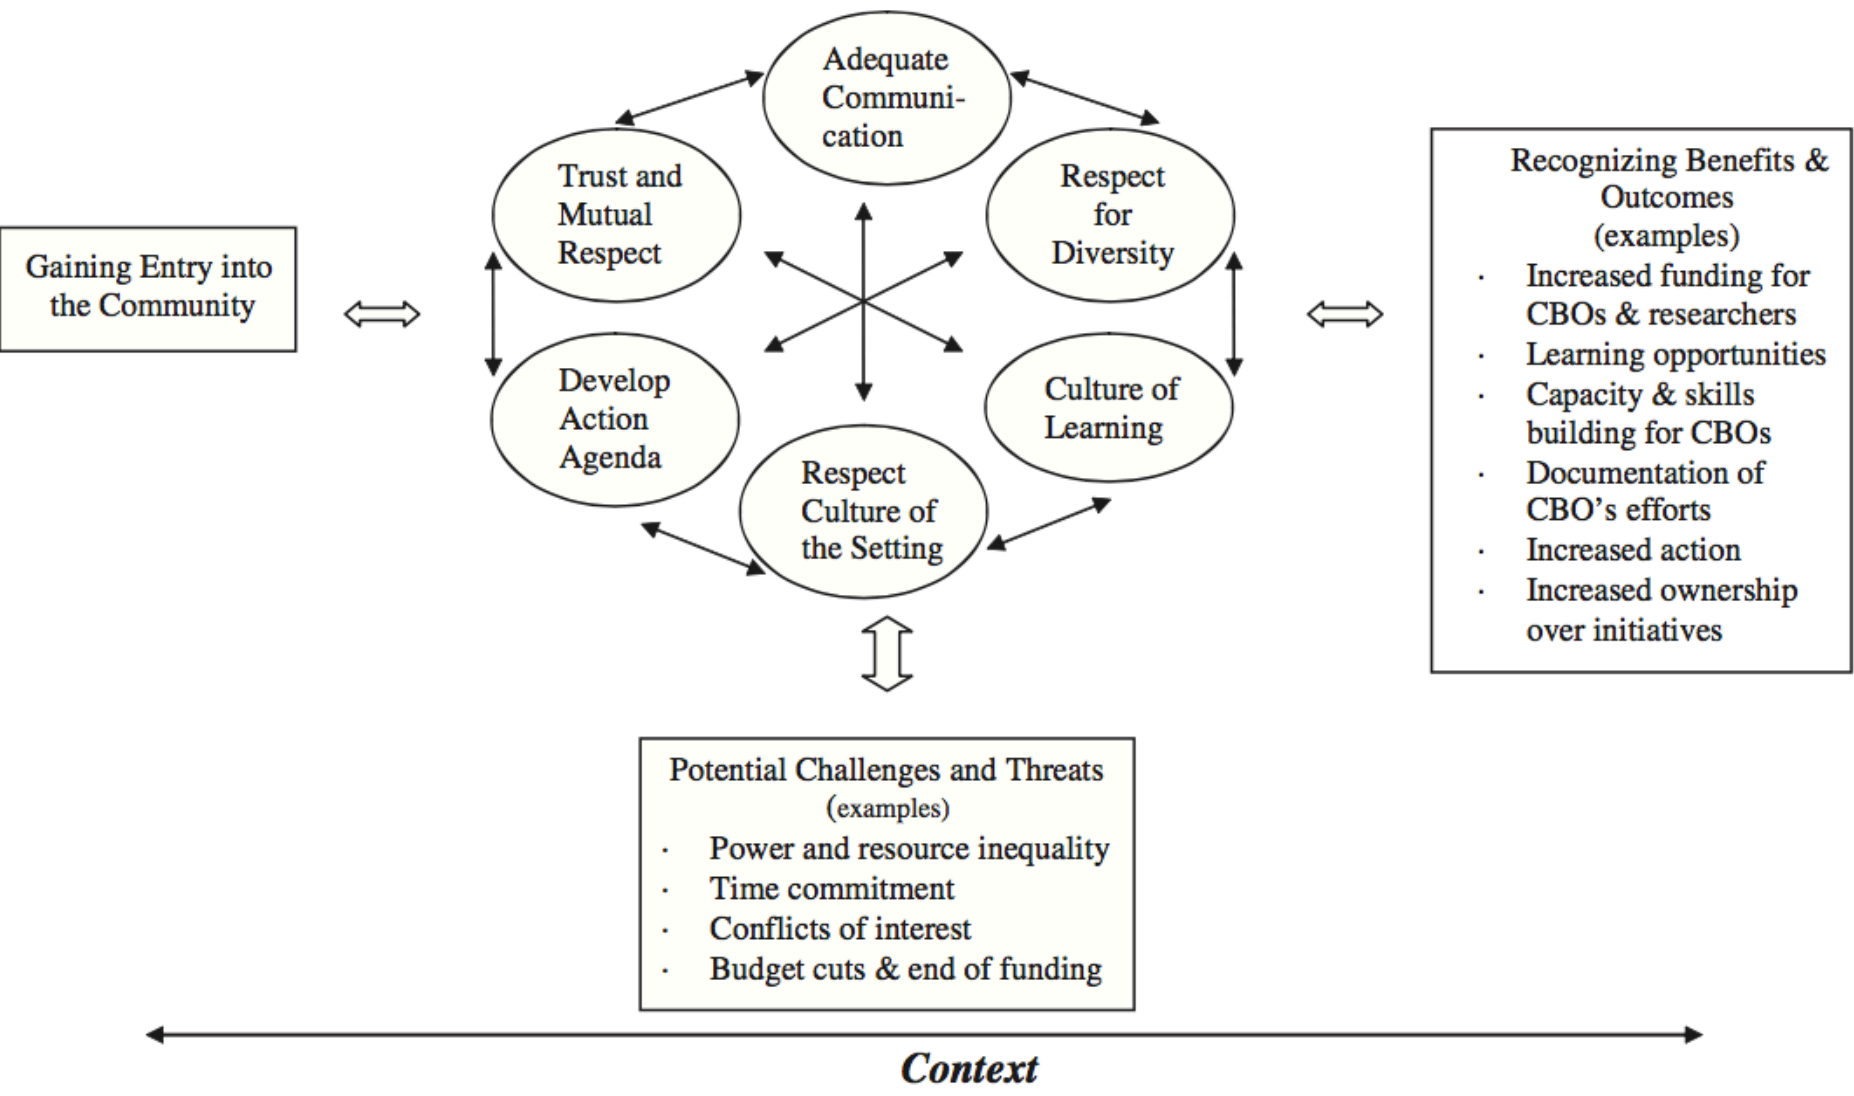 Adequate
Communi-
cation
Trust and
Mutual
Respect
Respect
for
Diversity
Gaining Entry into
the Community
Develop
Action
Agenda
Culture of
Learning
Respect
Culture of
the Setting
Recognizing Benefits &
Outcomes
(examples)
· Increased funding for
CBOs & researchers
· Learning opportunities
· Capacity & skills
building for CBOs
· Documentation of
CBO’s efforts
· Increased action
· Increased ownership
over initiatives
Potential Challenges and Threats
(examples)
· Power and resource inequality
· Time commitment
· Conflicts of interest
· Budget cuts & end of funding
Context